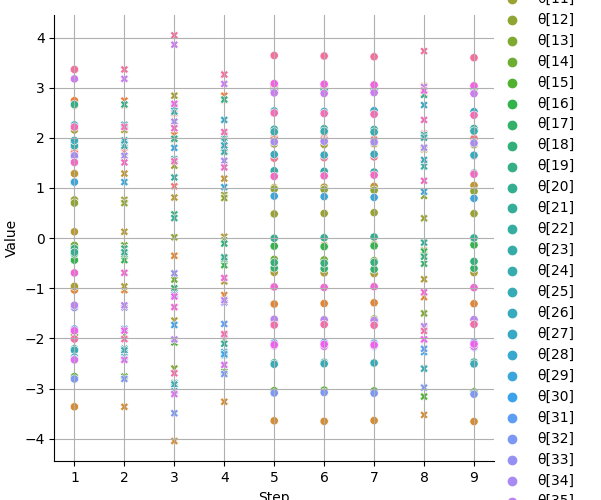 4
3
2
1
0
−1
−2
−3
−4
Value
1 2 3 4 5 6 7 8 9
Step
θ[11]
θ[12]
θ[13]
θ[14]
θ[15]
θ[16]
θ[17]
θ[18]
θ[19]
θ[21]
θ[22]
θ[23]
θ[24]
θ[25]
θ[26]
θ[27]
θ[28]
θ[29]
θ[30]
θ[31]
θ[32]
θ[33]
θ[34]
θ[35]